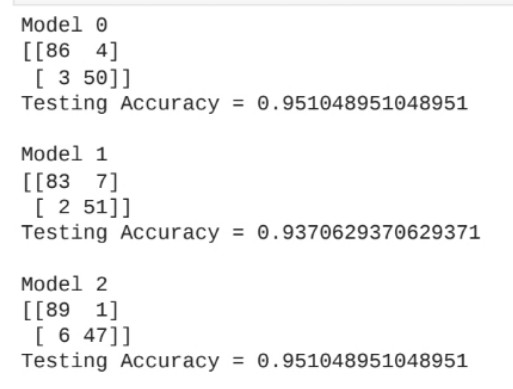 Model 0
[[86  4]
 [ 3 50]]
Testing Accuracy = 0.951048951048951
Model 1
[[83  7]
 [ 2 51]]
Testing Accuracy = 0.9370629370629371
Model 2
[[89  1]
 [ 6 47]]
Testing Accuracy = 0.951048951048951